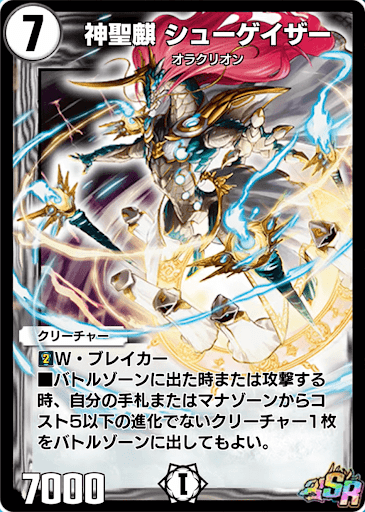 7
神聖麒 シューゲイザー
オラクリオン
クリーチャー
2 W・ブレイカー
■バトルゾーンに出た時または攻撃する
時、自分の手札またはマナゾーンからコ
スト5以下の進化でないクリーチャー1枚
をバトルゾーンに出してもよい。
7000
I
SR